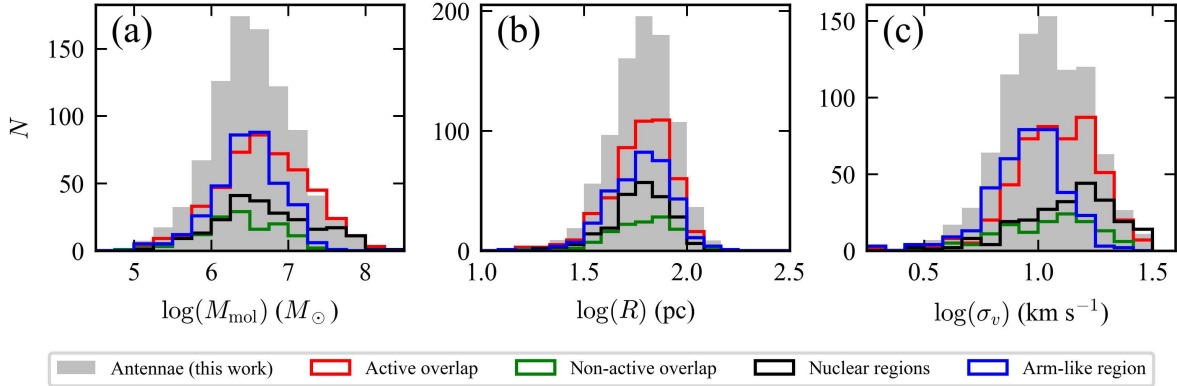 (a) (b) (c)
N
150
100
50
0
5 6 7 8
log(M_mol) (M_⊙)
200
100
0
1.0 1.5 2.0 2.5
log(R) (pc)
150
100
50
0
0.5 1.0 1.5
log(σ_v) (km s⁻¹)
Antennae (this work) Active overlap Non-active overlap Nuclear regions Arm-like region